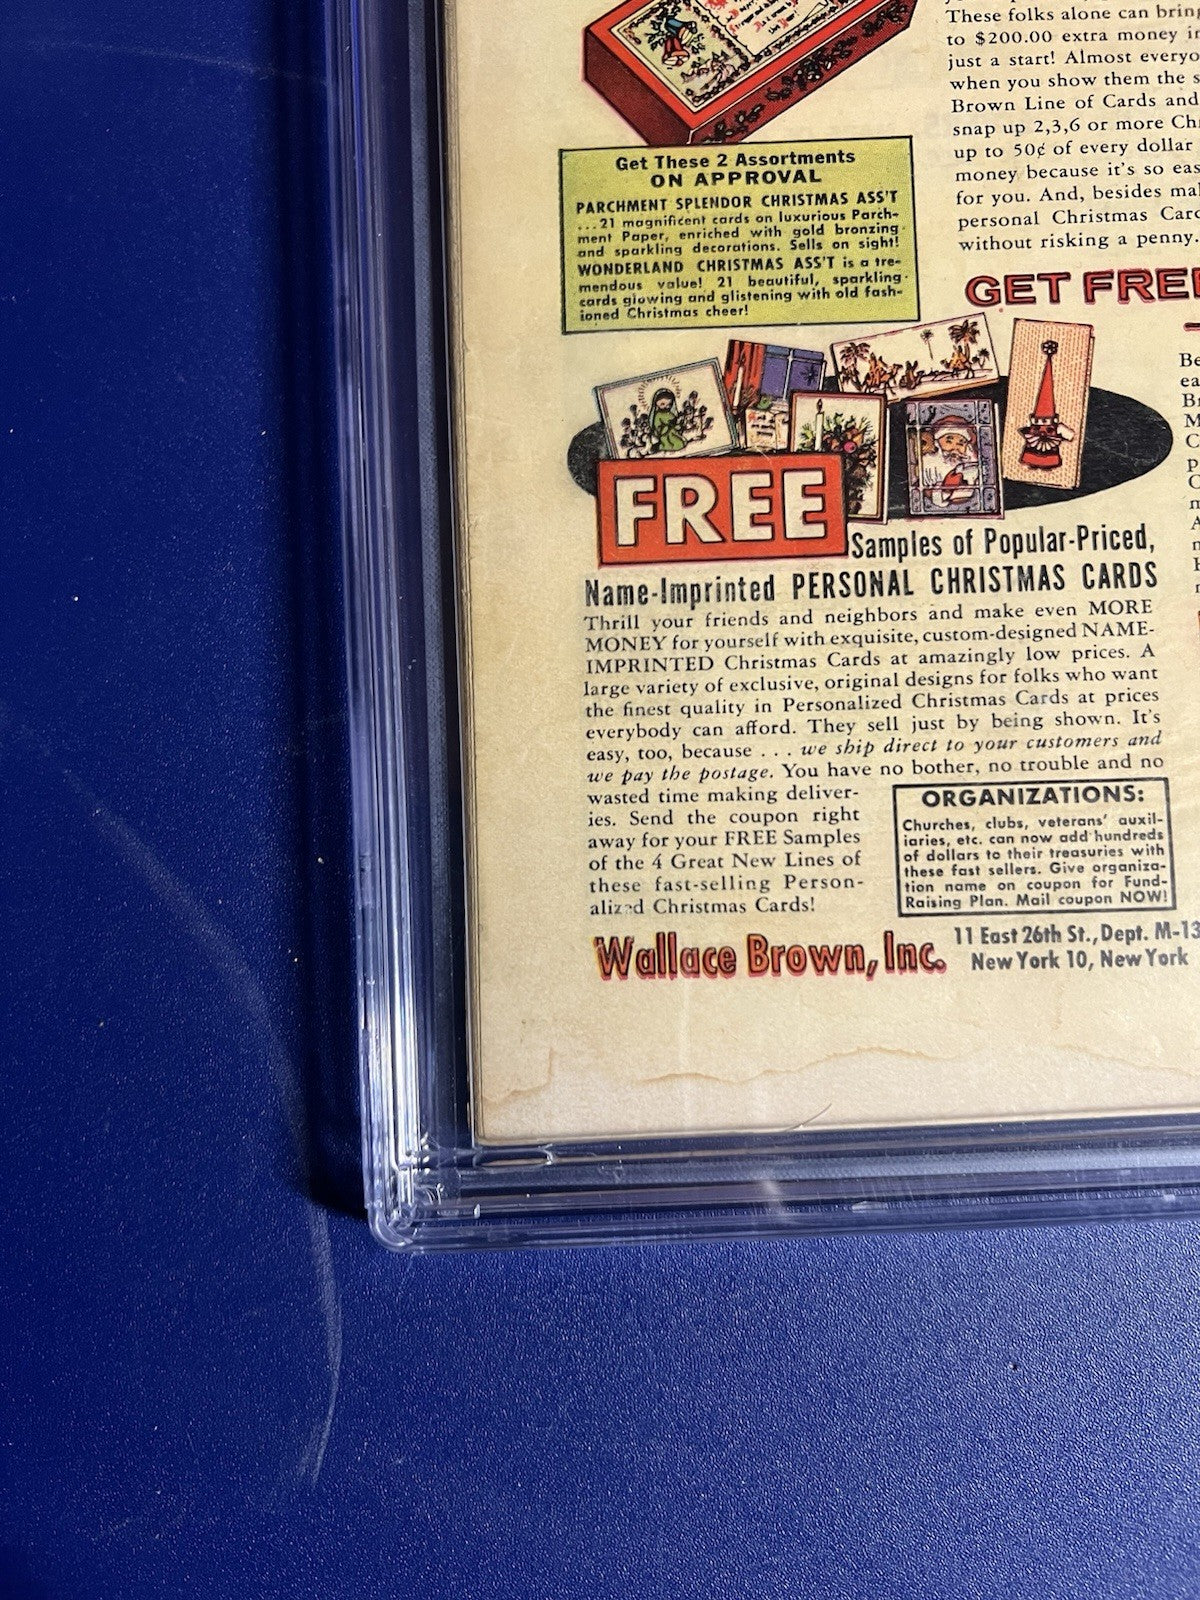 These folks alone can bring
to $200.00 extra money in
just a start! Almost everyo
when you show them the s
Brown Line of Cards and
snap up 2,3,6 or more Chr
up to 50¢ of every dollar
money because it's so eas
for you. And, besides mak
personal Christmas Card
without risking a penny.
Get These 2 Assortments
ON APPROVAL
PARCHMENT SPLENDOR CHRISTMAS ASS'T
...21 magnificent cards on luxurious Parch-
ment Paper, enriched with gold bronzing
and sparkling decorations. Sells on sight!
WONDERLAND CHRISTMAS ASS'T is a tre-
mendous value! 21 beautiful, sparkling
cards glowing and glistening with old fash-
ioned Christmas cheer!
GET FREE
FREE
Samples of Popular-Priced,
Name-Imprinted PERSONAL CHRISTMAS CARDS
Thrill your friends and neighbors and make even MORE
MONEY for yourself with exquisite, custom-designed NAME-
IMPRINTED Christmas Cards at amazingly low prices. A
large variety of exclusive, original designs for folks who want
the finest quality in Personalized Christmas Cards at prices
everybody can afford. They sell just by being shown. It's
easy, too, because . . . we ship direct to your customers and
we pay the postage. You have no bother, no trouble and no
wasted time making deliver-
ies. Send the coupon right
away for your FREE Samples
of the 4 Great New Lines of
these fast-selling Person-
alized Christmas Cards!
ORGANIZATIONS:
Churches, clubs, veterans' auxil-
iaries, etc. can now add hundreds
of dollars to their treasuries with
these fast sellers. Give organiza-
tion name on coupon for Fund-
Raising Plan. Mail coupon NOW!
Wallace Brown, Inc.
11 East 26th St., Dept. M-13
New York 10, New York